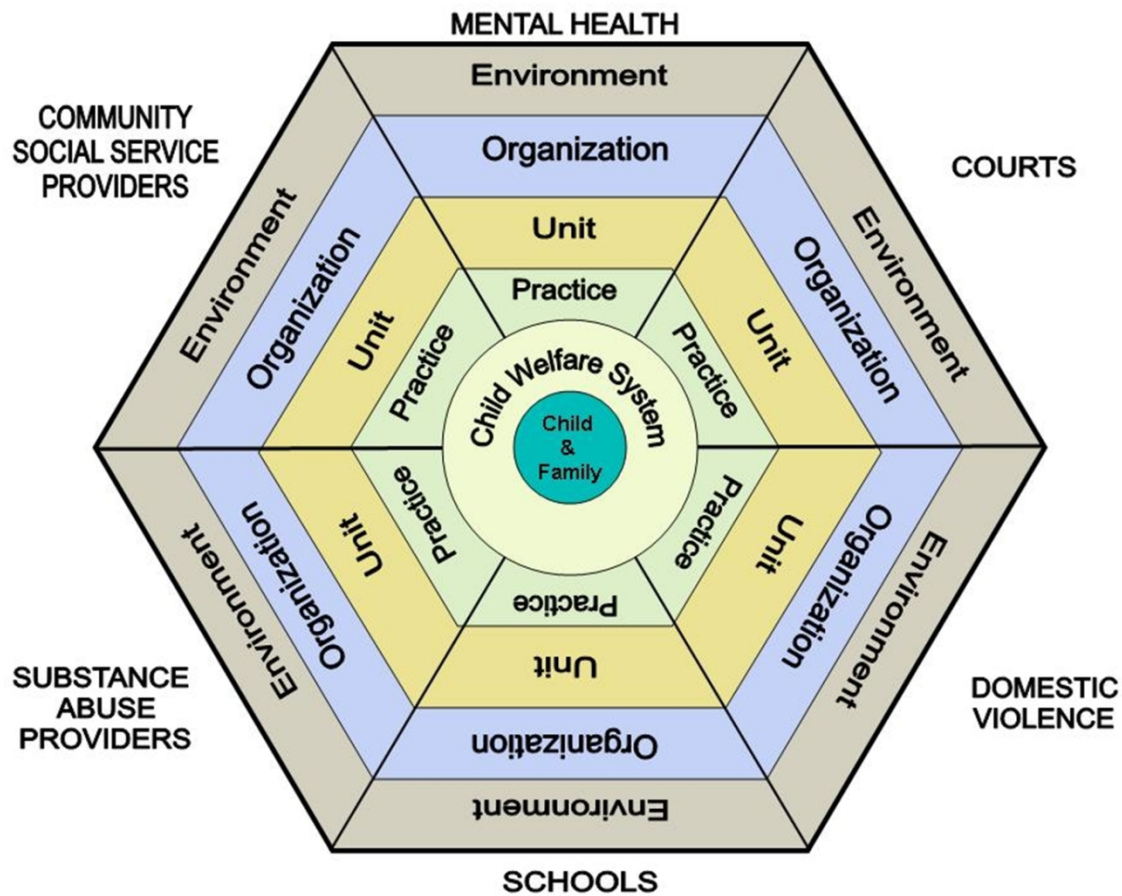 MENTAL HEALTH
Environment
Organization
Unit
Practice
COMMUNITY
SOCIAL SERVICE
PROVIDERS
Environment
Organization
Unit
Practice
COURTS
Environment
Organization
Unit
Practice
Child Welfare System
Child
&
Family
SUBSTANCE
ABUSE
PROVIDERS
Environment
Organization
Unit
Practice
DOMESTIC
VIOLENCE
Environment
Organization
Unit
Practice
Practice
Unit
Organization
Environment
SCHOOLS